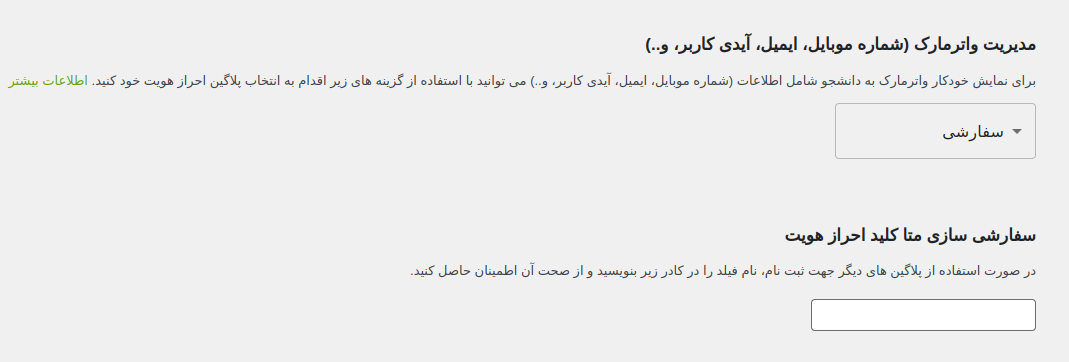 مدیریت واترمارک (شماره موبایل، ایمیل، آیدی کاربر، و..)
برای نمایش خودکار واترمارک به دانشجو شامل اطلاعات (شماره موبایل، ایمیل، آیدی کاربر، و..) می توانید با استفاده از گزینه های زیر اقدام به انتخاب پلاگین احراز هویت خود کنید. اطلاعات بیشتر
سفارشی
سفارشی سازی متا کلید احراز هویت
در صورت استفاده از پلاگین های دیگر جهت ثبت نام، نام فیلد را در کادر زیر بنویسید و از صحت آن اطمینان حاصل کنید.